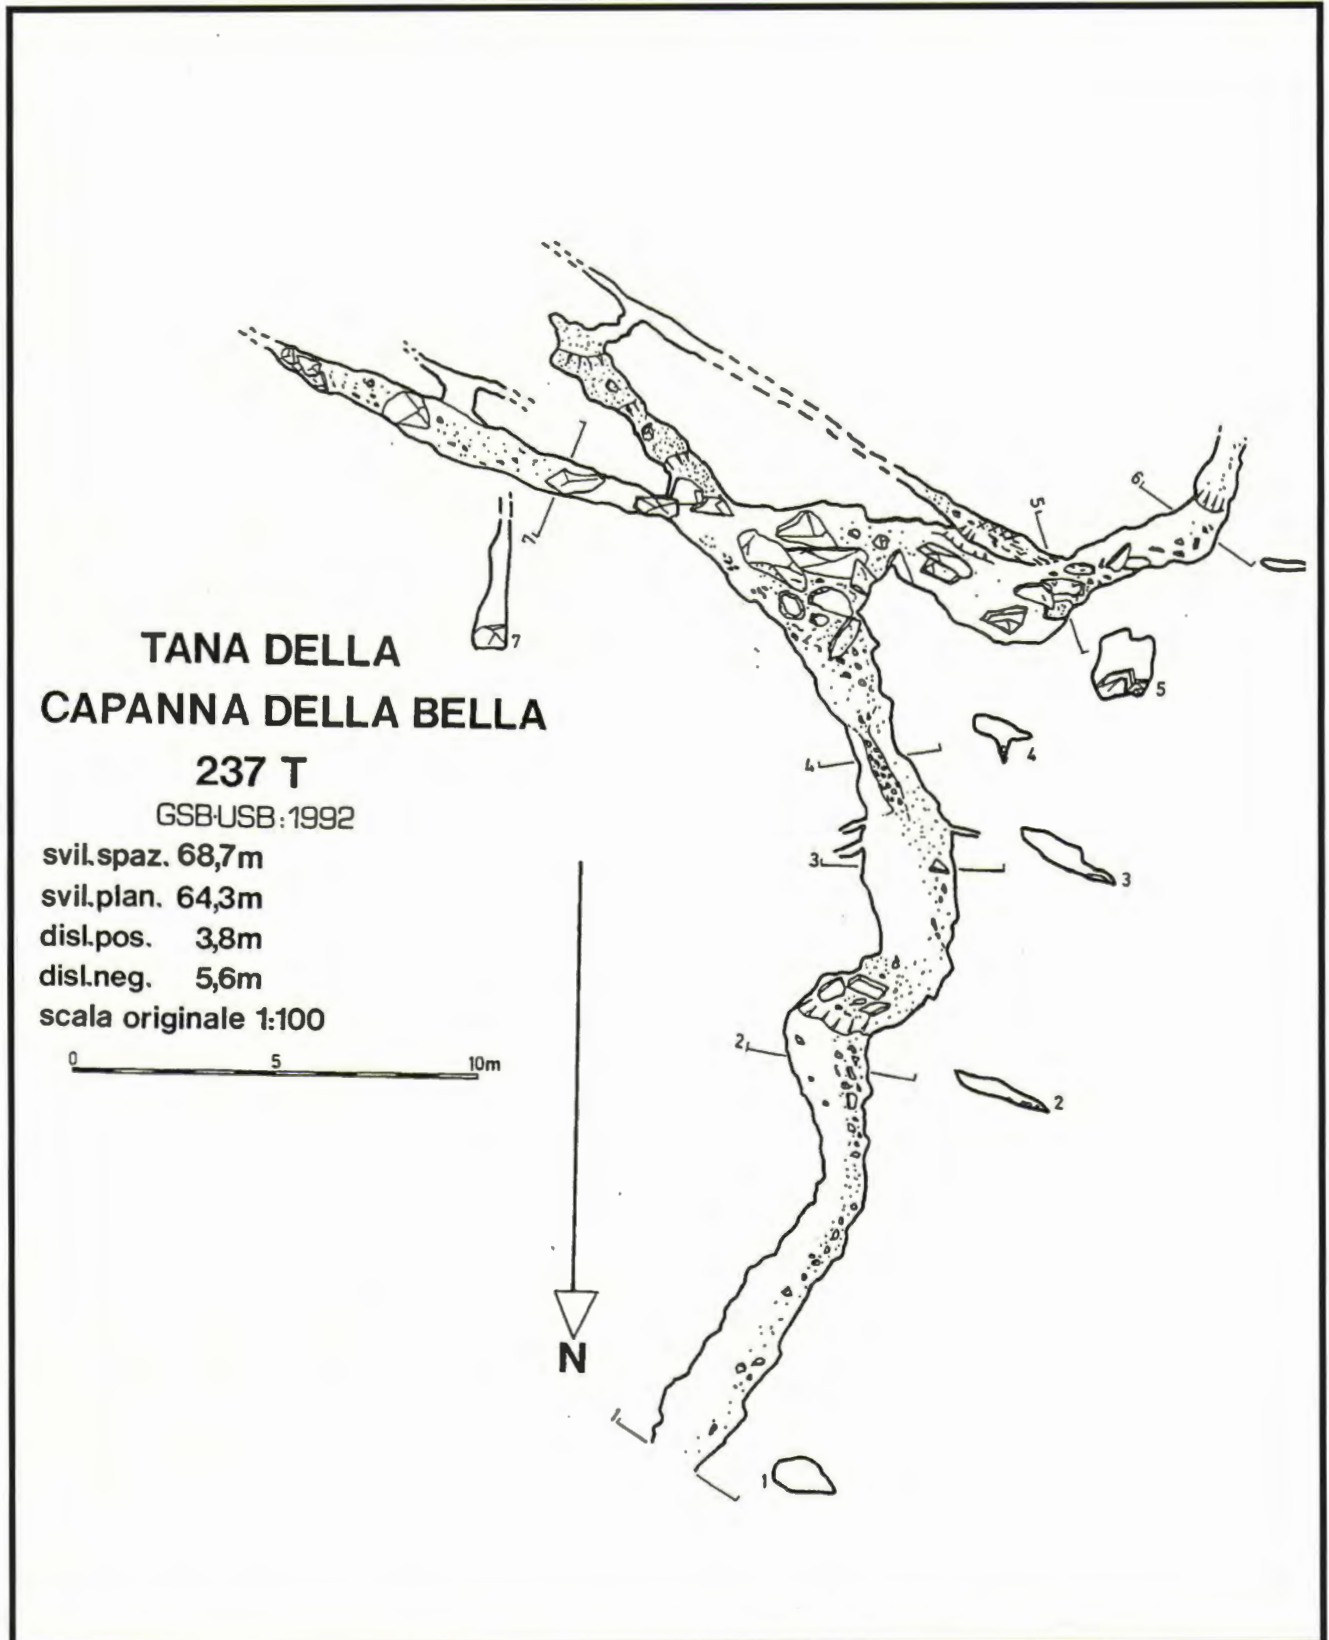 6
5
7
7
5
TANA DELLA
CAPANNA DELLA BELLA
4
4
237 T
GSB-USB:1992
svil.spaz. 68,7m
3
3
svil.plan. 64,3m
disl.pos. 3,8m
disl.neg. 5,6m
scala originale 1:100
0 5 10m
2
2
N
1
1